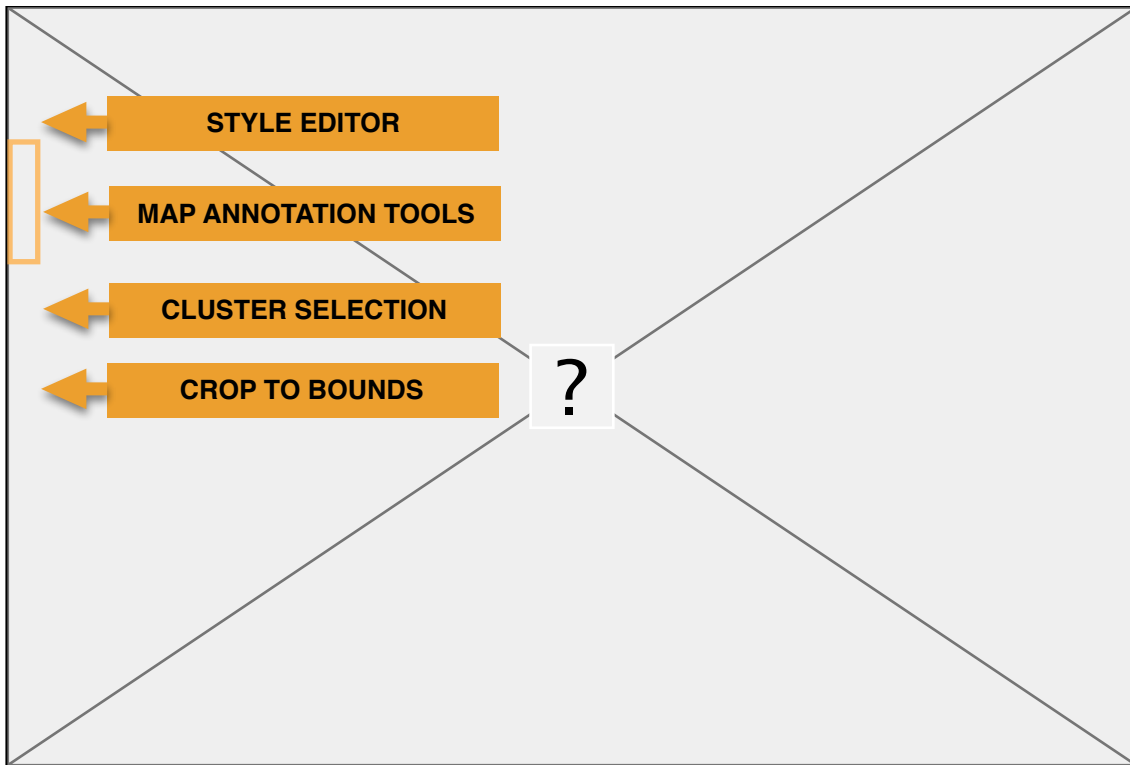 STYLE EDITOR
MAP ANNOTATION TOOLS
CLUSTER SELECTION
CROP TO BOUNDS
?